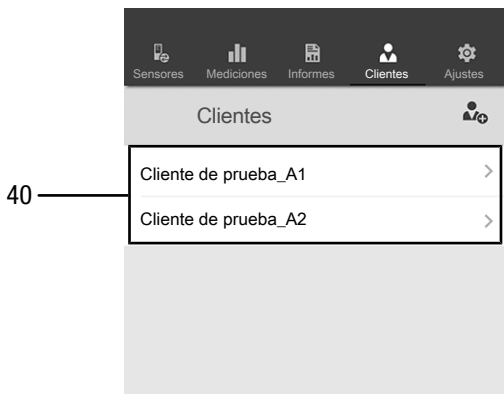 Sensores Mediciones Informes Clientes Ajustes
Clientes
Cliente de prueba_A1
40
Cliente de prueba_A2